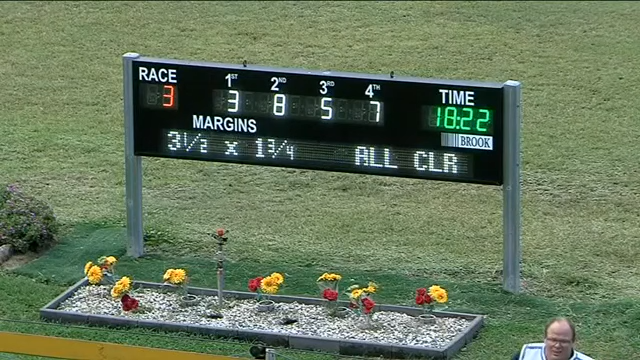 RACE 1ST 2ND 3RD 4TH TIME
3 3 8 5 7 18:22
MARGINS BROOK
3½ x 1¾ ALL CLR